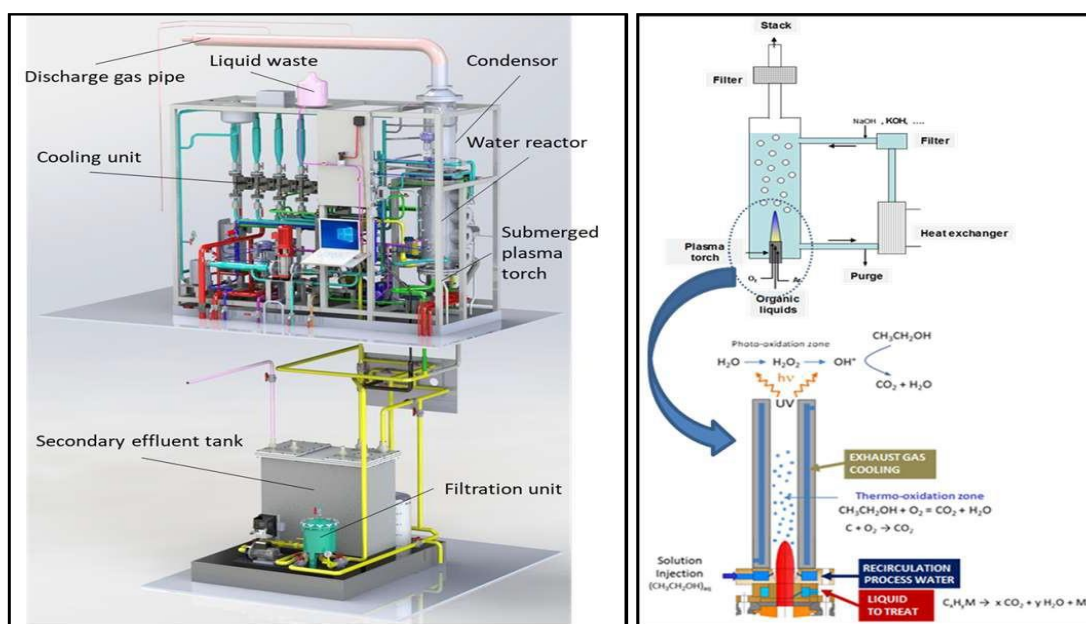 Discharge gas pipe
Liquid waste
Condensor
Cooling unit
Water reactor
Submerged
plasma
torch
Secondary effluent tank
Filtration unit
Stack
Filter
NaOH , KOH, ....
Filter
Heat exchanger
Plasma
torch
O₂
Purge
Organic
liquids
Photo-oxidation zone
CH₃CH₂OH
H₂O → H₂O₂ → OH*
hν
CO₂ + H₂O
UV
EXHAUST GAS
COOLING
Thermo-oxidation zone
CH₃CH₂OH + O₂ = CO₂ + H₂O
C + O₂ → CO₂
Solution
Injection
(CH₃CH₂OH)aq
RECIRCULATION
PROCESS WATER
LIQUID
TO TREAT
CₓHᵧM → x CO₂ + y H₂O + M